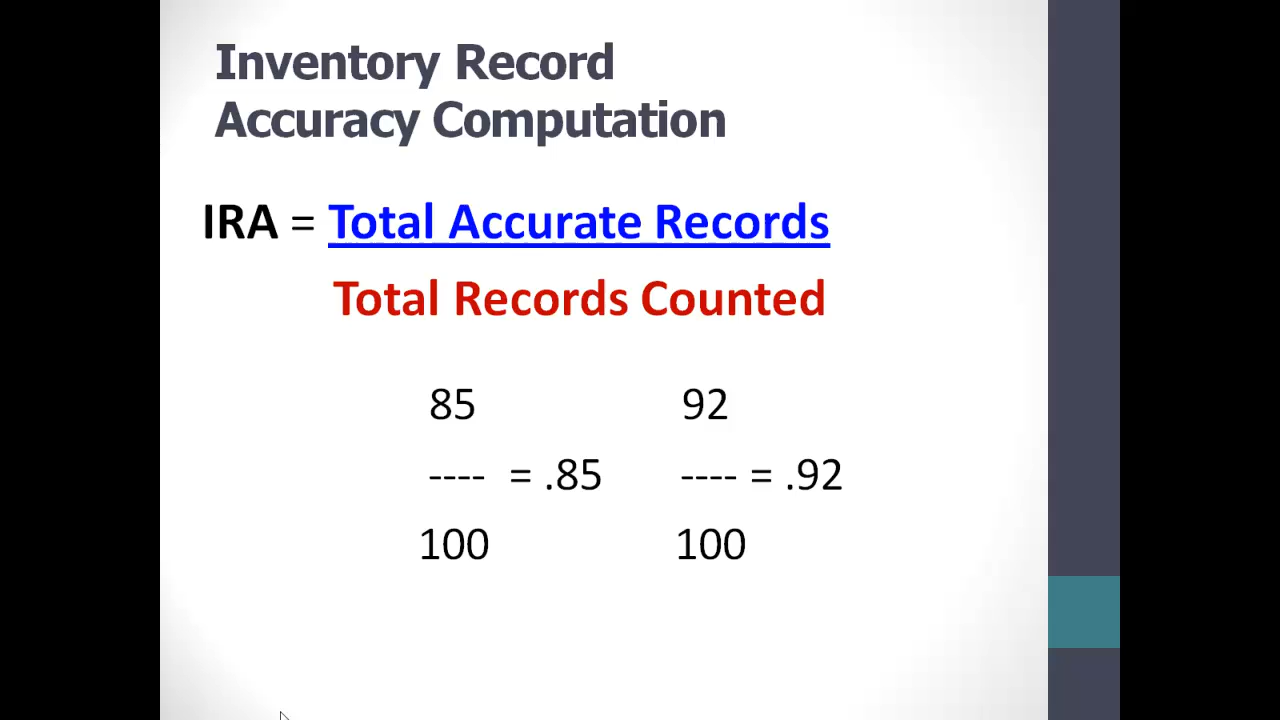 Inventory Record
Accuracy Computation
IRA = Total Accurate Records
Total Records Counted
85 92
---- = .85 ---- = .92
100 100